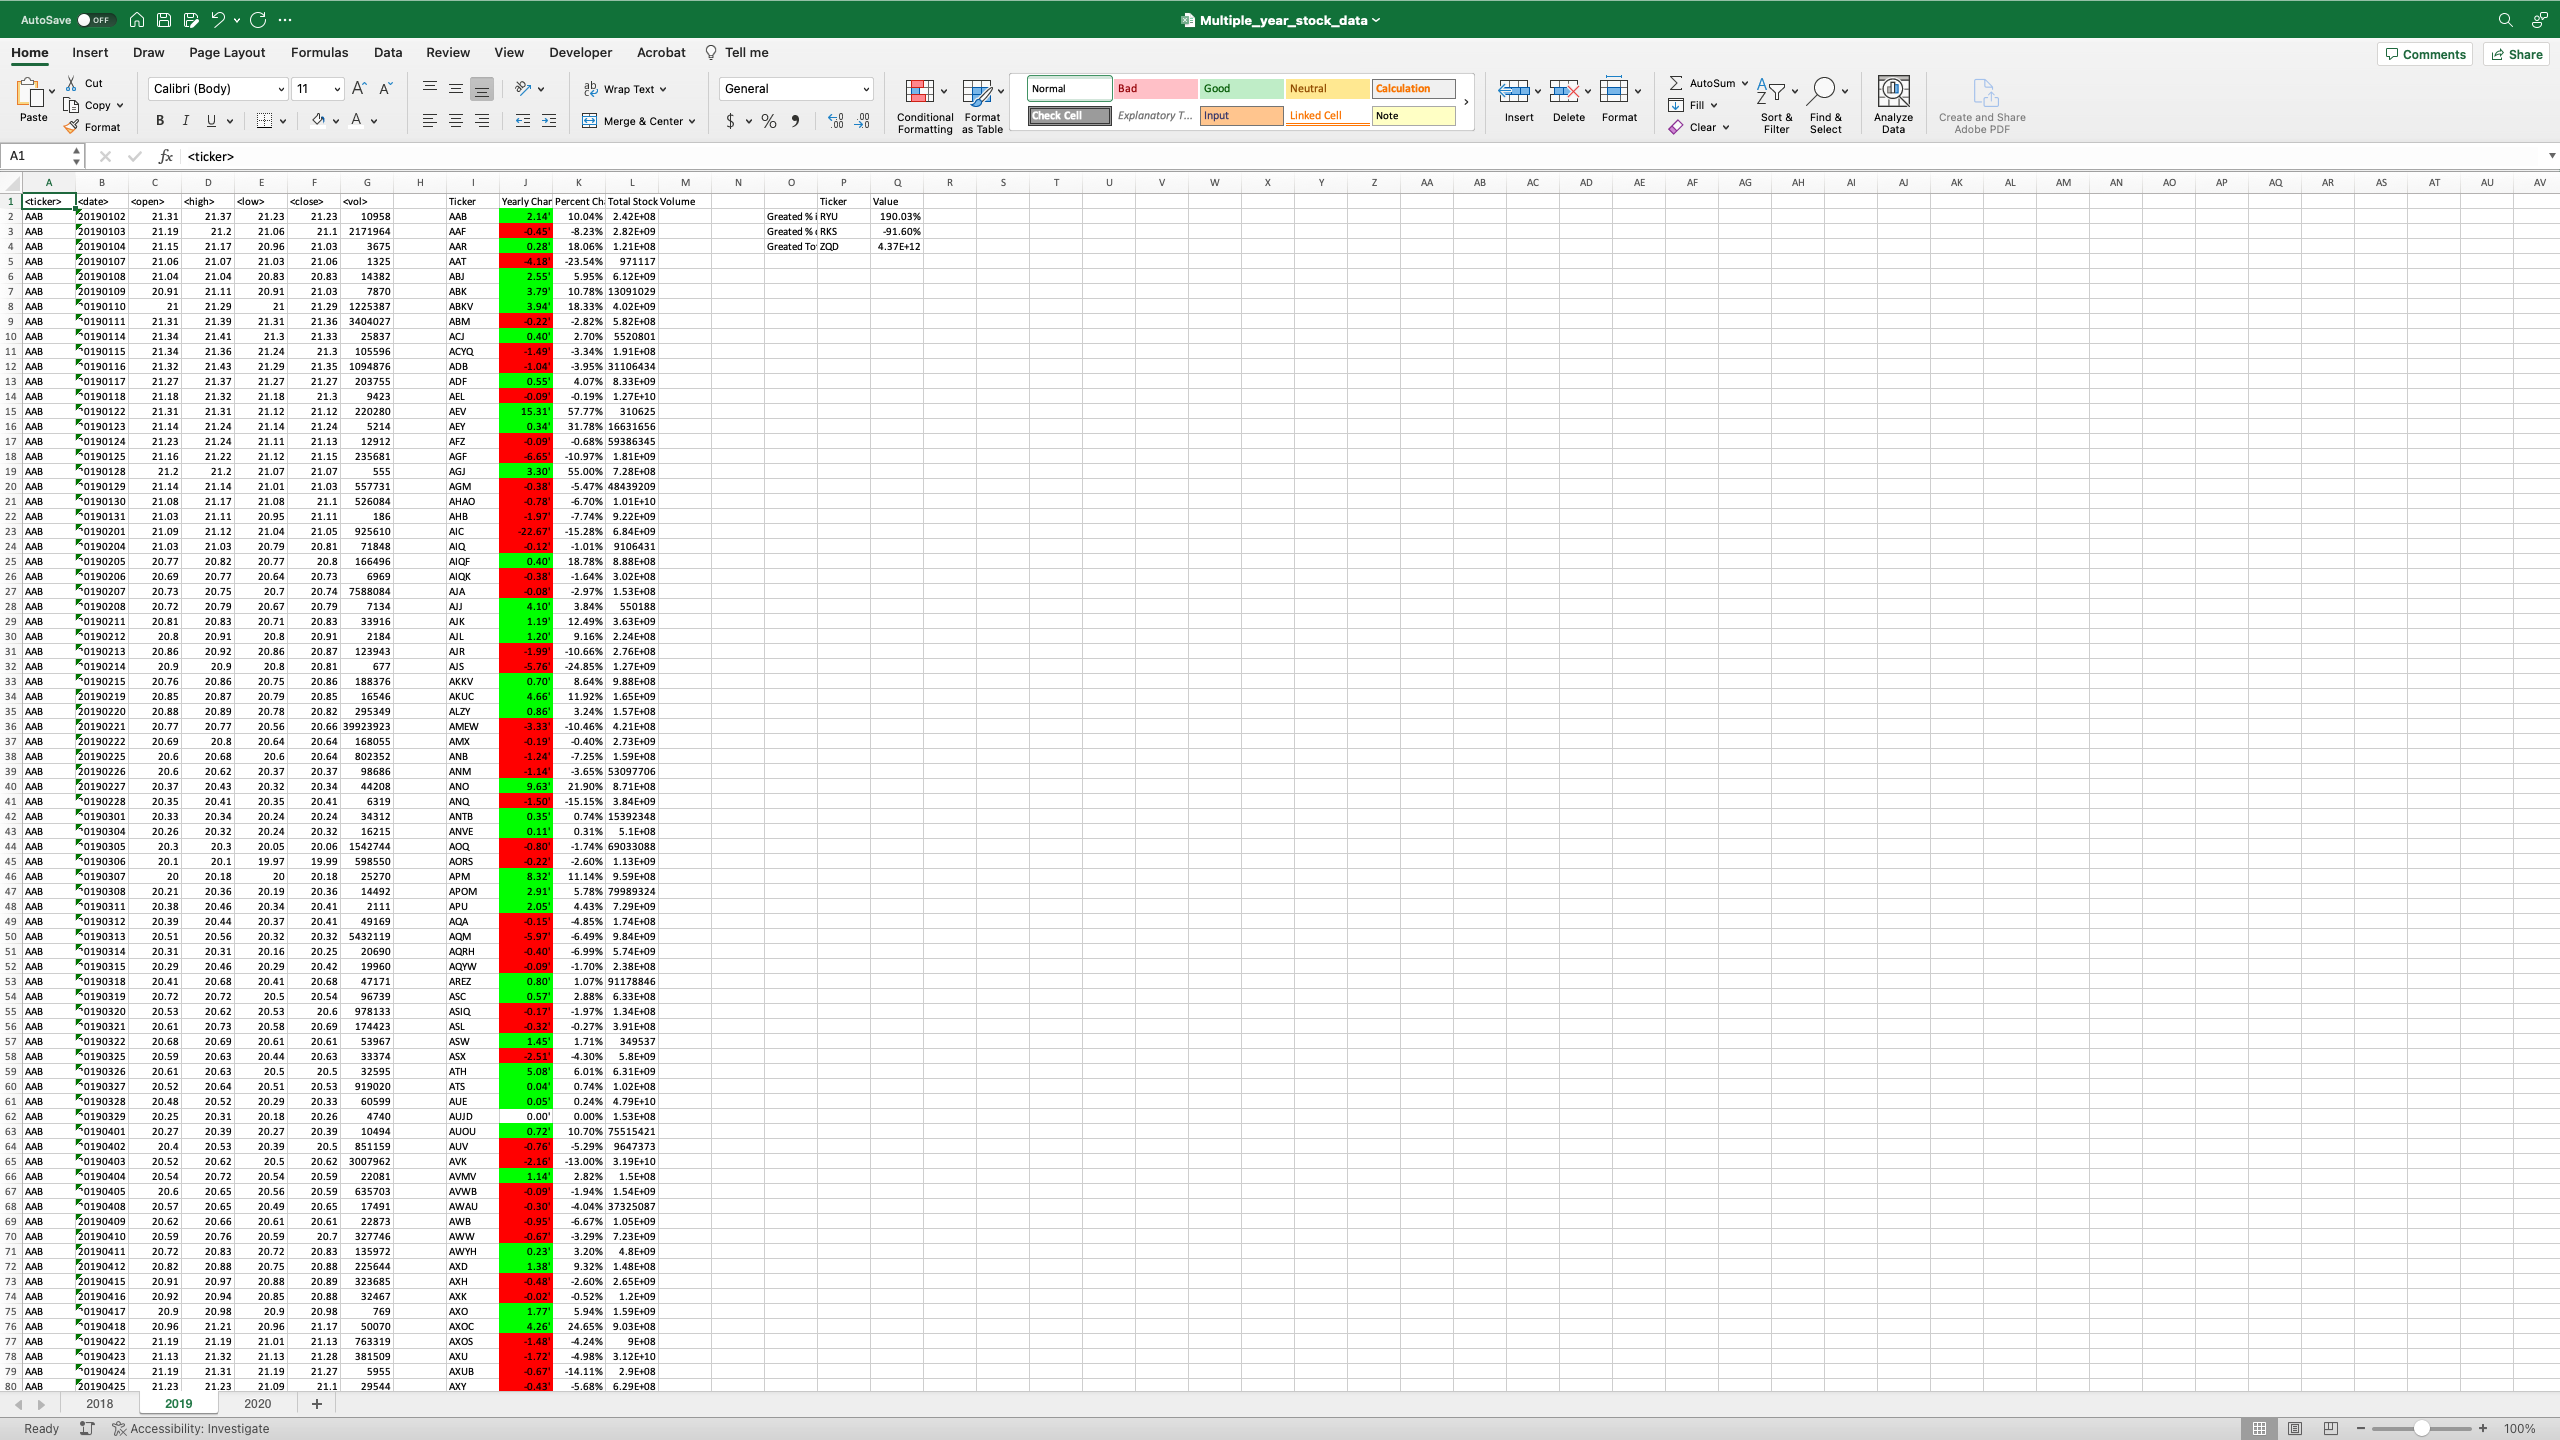 AutoSave OFF
Multiple_year_stock_data
Home Insert Draw Page Layout Formulas Data Review View Developer Acrobat Tell me Comments Share
Paste Cut Copy Format
Calibri (Body) 11 A^ A˅
B I U A
ab Wrap Text
Merge & Center
General
$ % 9
Conditional Formatting
Format as Table
Normal Bad Good Neutral Calculation
Check Cell Explanatory T... Input Linked Cell Note
Insert Delete Format
AutoSum Fill Clear
Sort & Filter
Find & Select
Analyze Data
Create and Share Adobe PDF
A1 fx <ticker>
A B C D E F G H I J K L M N O P Q R S T U V W X Y Z AA AB AC AD AE AF AG AH AI AJ AK AL AM AN AO AP AQ AR AS AT AU AV
1 <ticker> <date> <open> <high> <low> <close> <vol> Ticker Yearly Char Percent Ch Total Stock Volume Ticker Value
2 AAB 20190102 21.31 21.37 21.23 21.23 10958 AAB 2.14' 10.04% 2.42E+08 Greated % i RYU 190.03%
3 AAB 20190103 21.19 21.2 21.06 21.1 2171964 AAF -0.45' -8.23% 2.82E+09 Greated % RKS -91.60%
4 AAB 20190104 21.15 21.17 20.96 21.03 3675 AAR 0.28' 18.06% 1.21E+08 Greated To ZQD 4.37E+12
5 AAB 20190107 21.06 21.07 21.03 21.06 1325 AAT -4.18' -23.54% 971117
6 AAB 20190108 21.04 21.04 20.83 20.83 14382 ABJ 2.55' 5.95% 6.12E+09
7 AAB 20190109 20.91 21.11 20.91 21.03 7870 ABK 3.79' 10.78% 13091029
8 AAB 20190110 21 21.29 21 21.29 1225387 ABKV 3.94' 18.33% 4.02E+09
9 AAB 20190111 21.31 21.39 21.31 21.36 3404027 ABM -0.22' -2.82% 5.82E+08
10 AAB 20190114 21.34 21.41 21.3 21.33 25837 ACJ 0.40' 2.70% 5520801
11 AAB 20190115 21.34 21.36 21.24 21.3 105596 ACYQ -1.49' -3.34% 1.91E+08
12 AAB 20190116 21.32 21.43 21.29 21.35 1094876 ADB -1.04' -3.95% 31106434
13 AAB 20190117 21.27 21.37 21.27 21.27 203755 ADF 0.55' 4.07% 8.33E+09
14 AAB 20190118 21.18 21.32 21.18 21.3 9423 AEL -0.09' -0.19% 1.27E+10
15 AAB 20190122 21.31 21.31 21.12 21.12 220280 AEV 15.31' 57.77% 310625
16 AAB 20190123 21.14 21.24 21.14 21.24 5214 AEY 0.34' 31.78% 16631656
17 AAB 20190124 21.23 21.24 21.11 21.13 12912 AFZ -0.09' -0.68% 59386345
18 AAB 20190125 21.16 21.22 21.12 21.15 235681 AGF -6.65' -10.97% 1.81E+09
19 AAB 20190128 21.2 21.2 21.07 21.07 555 AGJ 3.30' 55.00% 7.28E+08
20 AAB 20190129 21.14 21.14 21.01 21.03 557731 AGM -0.38' -5.47% 48439209
21 AAB 20190130 21.08 21.17 21.08 21.1 526084 AHAO -0.78' -6.70% 1.01E+10
22 AAB 20190131 21.03 21.11 20.95 21.11 186 AHB -1.97' -7.74% 9.22E+09
23 AAB 20190201 21.09 21.12 21.04 21.05 925610 AIC -22.67' -15.28% 6.84E+09
24 AAB 20190204 21.03 21.03 20.79 20.81 71848 AIQ -0.12' -1.01% 9106431
25 AAB 20190205 20.77 20.82 20.77 20.8 166496 AIQF 0.40' 18.78% 8.88E+08
26 AAB 20190206 20.69 20.77 20.64 20.73 6969 AIQK -0.38' -1.64% 3.02E+08
27 AAB 20190207 20.73 20.75 20.7 20.74 7588084 AJA -0.08' -2.97% 1.53E+08
28 AAB 20190208 20.72 20.79 20.67 20.79 7134 AJJ 4.10' 3.84% 550188
29 AAB 20190211 20.81 20.83 20.71 20.83 33916 AJK 1.19' 12.49% 3.63E+09
30 AAB 20190212 20.8 20.91 20.8 20.91 2184 AJL 1.20' 9.16% 2.24E+08
31 AAB 20190213 20.86 20.92 20.86 20.87 123943 AJR -1.99' -10.66% 2.76E+08
32 AAB 20190214 20.9 20.9 20.8 20.81 677 AJS -5.76' -24.85% 1.27E+09
33 AAB 20190215 20.76 20.86 20.75 20.86 188376 AKKV 0.70' 8.64% 9.88E+08
34 AAB 20190219 20.85 20.87 20.79 20.85 16546 AKUC 4.66' 11.92% 1.65E+09
35 AAB 20190220 20.88 20.89 20.78 20.82 295349 ALZY 0.86' 3.24% 1.57E+08
36 AAB 20190221 20.77 20.77 20.56 20.66 39923923 AMEW -3.33' -10.46% 4.21E+08
37 AAB 20190222 20.69 20.8 20.64 20.64 168055 AMX -0.19' -0.40% 2.73E+09
38 AAB 20190225 20.6 20.68 20.6 20.64 802352 ANB -1.24' -7.25% 1.59E+08
39 AAB 20190226 20.6 20.62 20.37 20.37 98686 ANM -1.14' -3.65% 53097706
40 AAB 20190227 20.37 20.43 20.32 20.34 44208 ANO 9.63' 21.90% 8.71E+08
41 AAB 20190228 20.35 20.41 20.35 20.41 6319 ANQ -1.50' -15.15% 3.84E+09
42 AAB 20190301 20.33 20.34 20.24 20.24 34312 ANTB 0.35' 0.74% 15392348
43 AAB 20190304 20.26 20.32 20.24 20.32 16215 ANVE 0.11' 0.31% 5.1E+08
44 AAB 20190305 20.3 20.3 20.05 20.06 1542744 AOQ -0.80' -1.74% 69033088
45 AAB 20190306 20.1 20.1 19.97 19.99 598550 AORS -0.22' -2.60% 1.13E+09
46 AAB 20190307 20 20.18 20 20.18 25270 APM 8.32' 11.14% 9.59E+08
47 AAB 20190308 20.21 20.36 20.19 20.36 14492 APOM 2.91' 5.78% 79989324
48 AAB 20190311 20.38 20.46 20.34 20.41 2111 APU 2.05' 4.43% 7.29E+09
49 AAB 20190312 20.39 20.44 20.37 20.41 49169 AQA -0.15' -4.85% 1.74E+08
50 AAB 20190313 20.51 20.56 20.32 20.32 5432119 AQM -5.97' -6.49% 9.84E+09
51 AAB 20190314 20.31 20.31 20.16 20.25 20690 AQRH -0.40' -6.99% 5.74E+09
52 AAB 20190315 20.29 20.46 20.29 20.42 19960 AQYW -0.09' -1.70% 2.38E+08
53 AAB 20190318 20.41 20.68 20.41 20.68 47171 AREZ 0.80' 1.07% 91178846
54 AAB 20190319 20.72 20.72 20.5 20.54 96739 ASC 0.57' 2.88% 6.33E+08
55 AAB 20190320 20.53 20.62 20.53 20.6 978133 ASIQ -0.17' -1.97% 1.34E+08
56 AAB 20190321 20.61 20.73 20.58 20.69 174423 ASL -0.32' -0.27% 3.91E+08
57 AAB 20190322 20.68 20.69 20.61 20.61 53967 ASW 1.45' 1.71% 349537
58 AAB 20190325 20.59 20.63 20.44 20.63 33374 ASX -2.51' -4.30% 5.8E+09
59 AAB 20190326 20.61 20.63 20.5 20.5 32595 ATH 5.08' 6.01% 6.31E+09
60 AAB 20190327 20.52 20.64 20.51 20.53 919020 ATS 0.04' 0.74% 1.02E+08
61 AAB 20190328 20.48 20.52 20.29 20.33 60599 AUE 0.05' 0.24% 4.79E+10
62 AAB 20190329 20.25 20.31 20.18 20.26 4740 AUJD 0.00' 0.00% 1.53E+08
63 AAB 20190401 20.27 20.39 20.27 20.39 10494 AUOU 0.72' 10.70% 75515421
64 AAB 20190402 20.4 20.53 20.39 20.5 851159 AUV -0.76' -5.29% 9647373
65 AAB 20190403 20.52 20.62 20.5 20.62 3007962 AVK -2.16' -13.00% 3.19E+10
66 AAB 20190404 20.54 20.72 20.54 20.59 22081 AVMV 1.14' 2.82% 1.5E+08
67 AAB 20190405 20.6 20.65 20.56 20.59 635703 AVWB -0.09' -1.94% 1.54E+09
68 AAB 20190408 20.57 20.65 20.49 20.65 17491 AWAU -0.30' -4.04% 37325087
69 AAB 20190409 20.62 20.66 20.61 20.61 22873 AWB -0.95' -6.67% 1.05E+09
70 AAB 20190410 20.59 20.76 20.59 20.7 327746 AWW -0.67' -3.29% 7.23E+09
71 AAB 20190411 20.72 20.83 20.72 20.83 135972 AWYH 0.23' 3.20% 4.8E+09
72 AAB 20190412 20.82 20.88 20.75 20.88 225644 AXD 1.38' 9.32% 1.48E+08
73 AAB 20190415 20.91 20.97 20.88 20.89 323685 AXH -0.48' -2.60% 2.65E+09
74 AAB 20190416 20.92 20.94 20.85 20.88 32467 AXK -0.02' -0.52% 1.2E+09
75 AAB 20190417 20.9 20.98 20.9 20.98 769 AXO 1.77' 5.94% 1.59E+09
76 AAB 20190418 20.96 21.21 20.96 21.17 50070 AXOC 4.26' 24.65% 9.03E+08
77 AAB 20190422 21.19 21.19 21.01 21.13 763319 AXOS -1.48' -4.24% 9E+08
78 AAB 20190423 21.13 21.32 21.13 21.28 381509 AXU -1.72' -4.98% 3.12E+10
79 AAB 20190424 21.19 21.31 21.19 21.27 5955 AXUB -0.67' -14.11% 2.9E+08
80 AAB 20190425 21.23 21.23 21.09 21.1 29544 AXY -0.43' -5.68% 6.29E+08
2018 2019 2020 +
Ready Accessibility: Investigate 100%